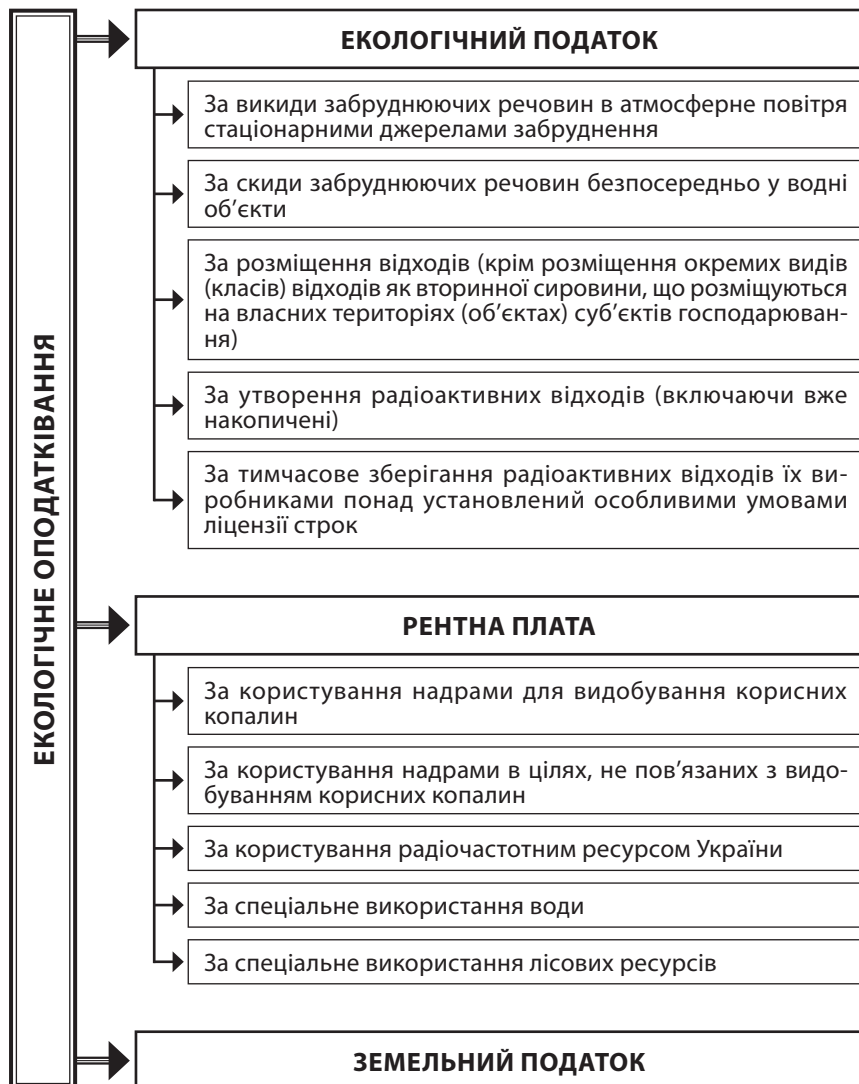 ЕКОЛОГІЧНЕ ОПОДАТКІВАННЯ
ЕКОЛОГІЧНИЙ ПОДАТОК
За викиди забруднюючих речовин в атмосферне повітря
стаціонарними джерелами забруднення
За скиди забруднюючих речовин безпосередньо у водні
об’єкти
За розміщення відходів (крім розміщення окремих видів
(класів) відходів як вторинної сировини, що розміщуються
на власних територіях (об’єктах) суб’єктів господарюван-
ня)
За утворення радіоактивних відходів (включаючи вже
накопичені)
За тимчасове зберігання радіоактивних відходів їх ви-
робниками понад установлений особливими умовами
ліцензії строк
РЕНТНА ПЛАТА
За користування надрами для видобування корисних
копалин
За користування надрами в цілях, не пов’язаних з видо-
буванням корисних копалин
За користування радіочастотним ресурсом України
За спеціальне використання води
За спеціальне використання лісових ресурсів
ЗЕМЕЛЬНИЙ ПОДАТОК